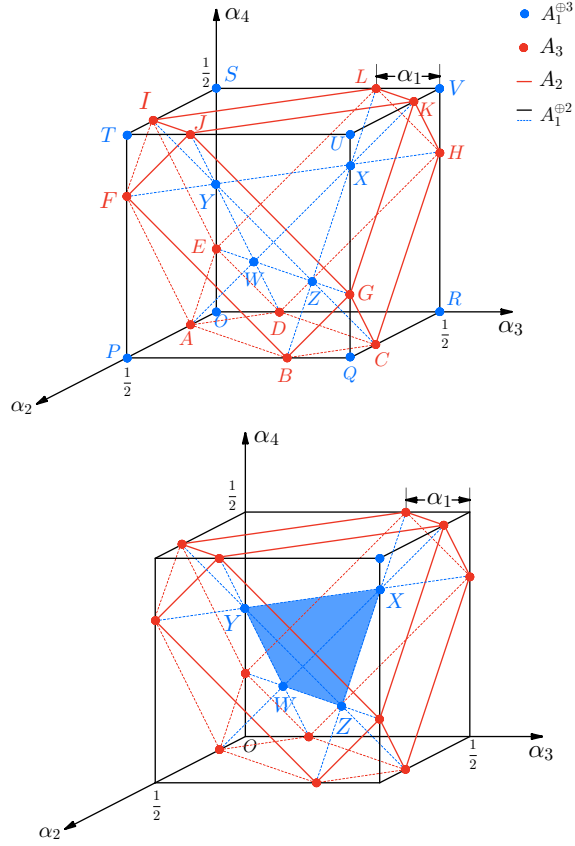 α₄
A₁^⊕3
A₃
A₂
A₁^⊕2
1/2
S
L
α₁
V
I
J
K
T
U
H
F
Y
X
E
W
Z
G
R
O
D
A
1/2
α₃
P
B
Q
C
1/2
α₂
α₄
1/2
α₁
Y
X
W
Z
O
1/2
α₃
1/2
α₂